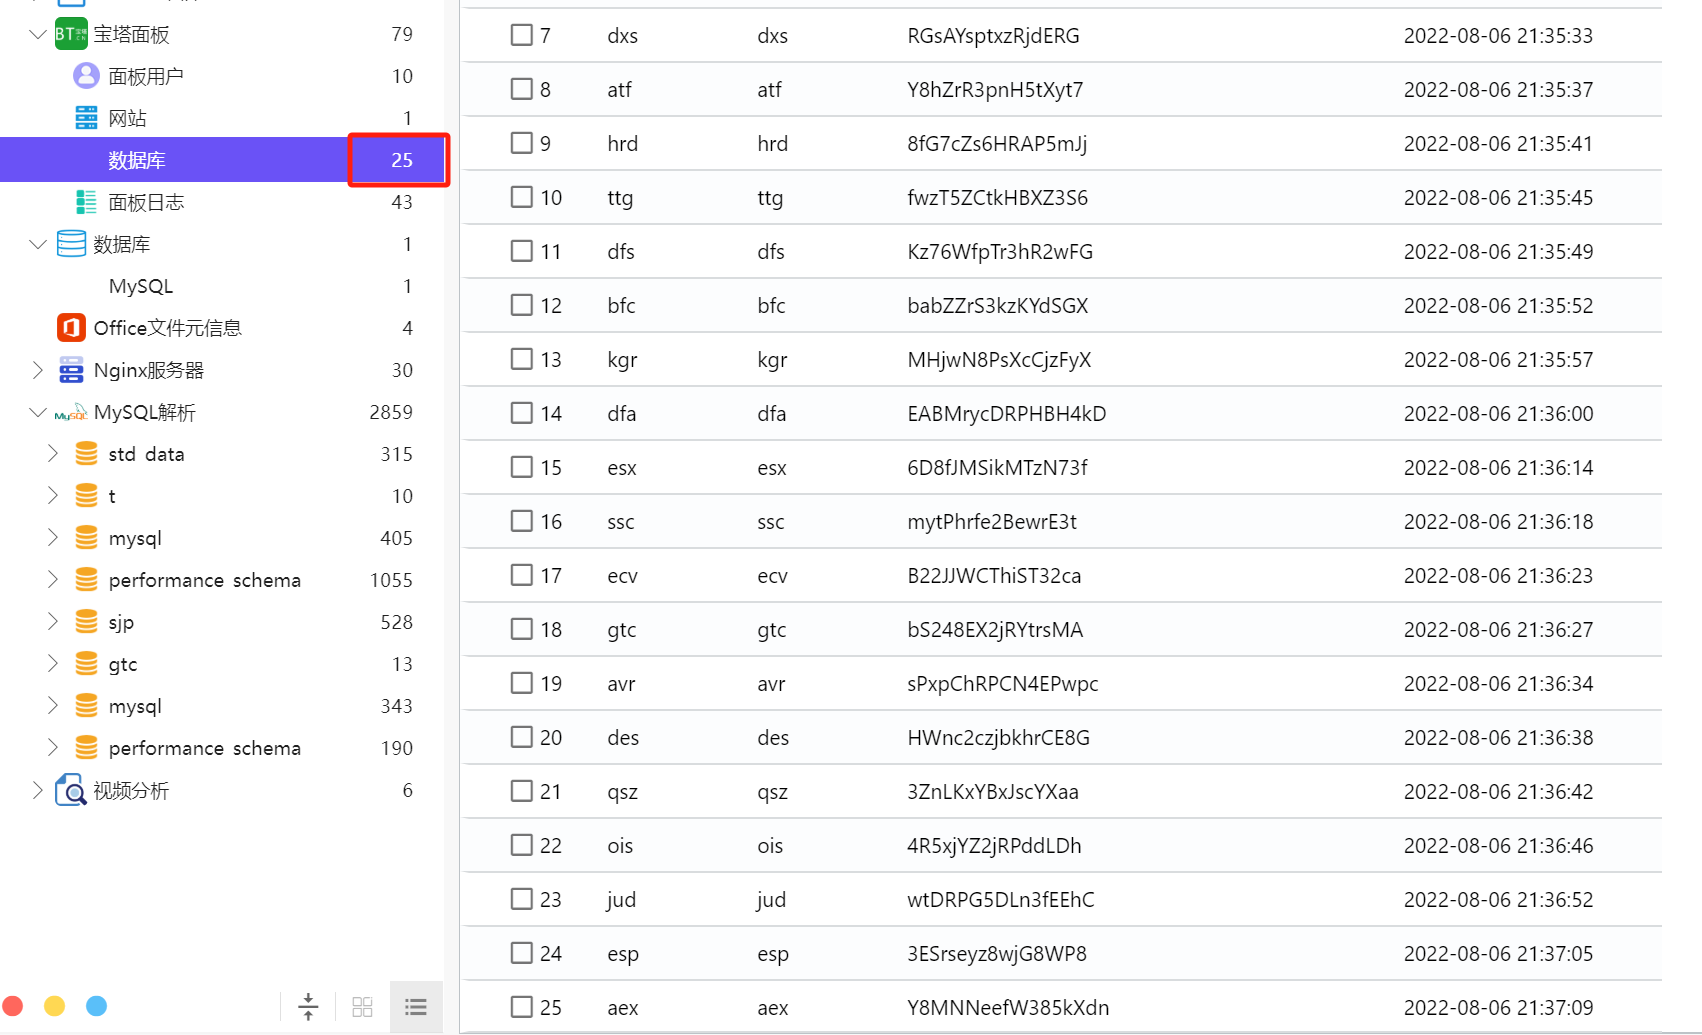 宝塔面板 79
面板用户 10
网站 1
数据库 25
面板日志 43
数据库 1
MySQL 1
Office文件元信息 4
Nginx服务器 30
MySQL解析 2859
std data 315
t 10
mysql 405
performance schema 1055
sjp 528
gtc 13
mysql 343
performance schema 190
视频分析 6
7 dxs dxs RGsAYsptxzRjdERG 2022-08-06 21:35:33
8 atf atf Y8hZrR3pnH5tXyt7 2022-08-06 21:35:37
9 hrd hrd 8fG7cZs6HRAP5mJj 2022-08-06 21:35:41
10 ttg ttg fwzT5ZCtkHBXZ3S6 2022-08-06 21:35:45
11 dfs dfs Kz76WfpTr3hR2wFG 2022-08-06 21:35:49
12 bfc bfc babZZrS3kzKYdSGX 2022-08-06 21:35:52
13 kgr kgr MHjwN8PsXcCjzFyX 2022-08-06 21:35:57
14 dfa dfa EABMrycDRPHBH4kD 2022-08-06 21:36:00
15 esx esx 6D8fJMSikMTzN73f 2022-08-06 21:36:14
16 ssc ssc mytPhrfe2BewrE3t 2022-08-06 21:36:18
17 ecv ecv B22JJWCThiST32ca 2022-08-06 21:36:23
18 gtc gtc bS248EX2jRYtrsMA 2022-08-06 21:36:27
19 avr avr sPxpChRPCN4EPwpc 2022-08-06 21:36:34
20 des des HWnc2czjbkhrCE8G 2022-08-06 21:36:38
21 qsz qsz 3ZnLKxYBxJscYXaa 2022-08-06 21:36:42
22 ois ois 4R5xjYZ2jRPddLDh 2022-08-06 21:36:46
23 jud jud wtDRPG5DLn3fEEhC 2022-08-06 21:36:52
24 esp esp 3ESrseyz8wjG8WP8 2022-08-06 21:37:05
25 aex aex Y8MNNeefW385kXdn 2022-08-06 21:37:09